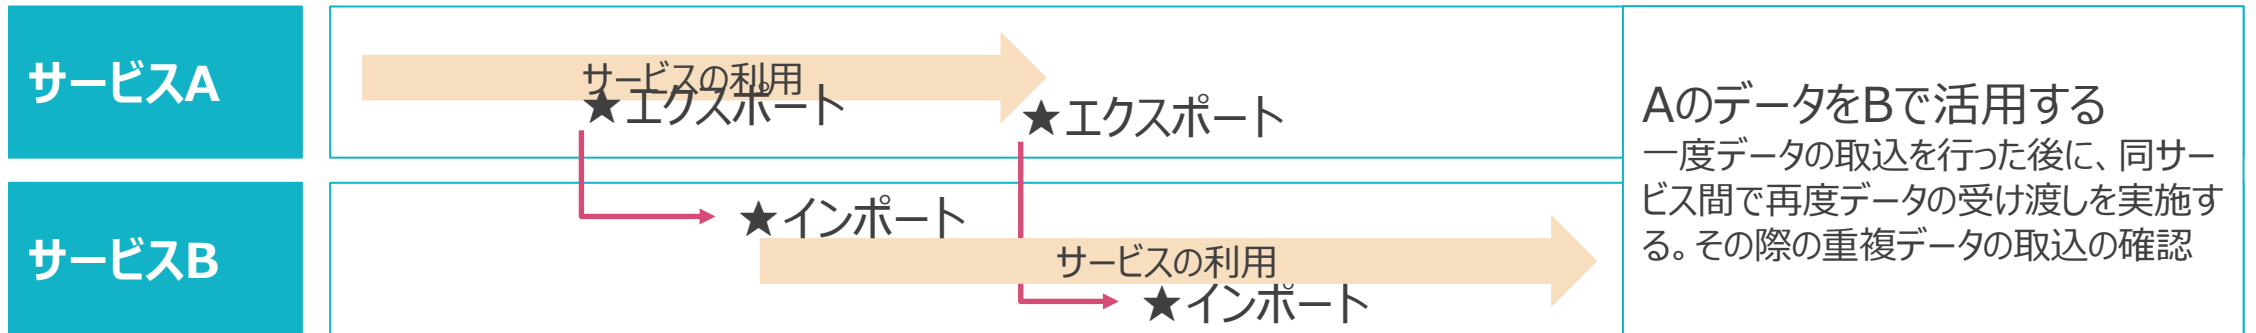 サービスA
サービスの利用
★エクスポート
★エクスポート
AのデータをBで活用する
一度データの取込を行った後に、同サー
ビス間で再度データの受け渡しを実施す
る。その際の重複データの取込の確認
サービスB
★インポート
サービスの利用
★インポート